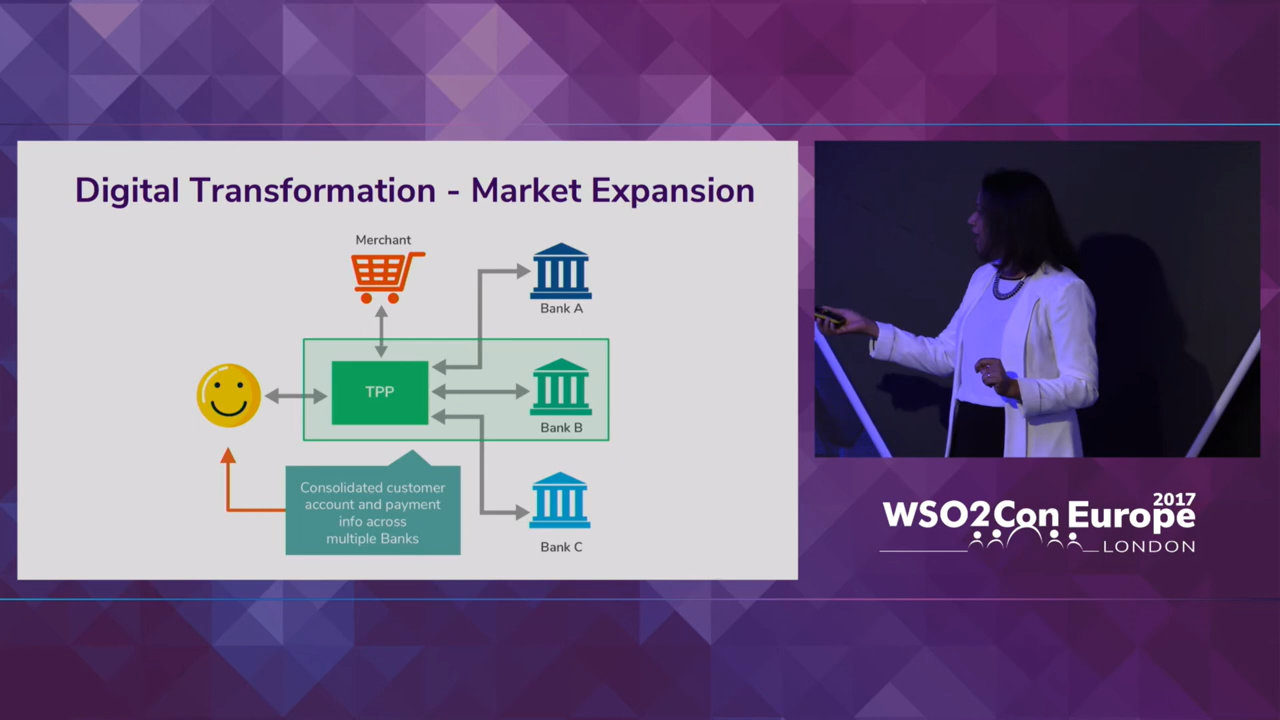 Digital Transformation - Market Expansion
Merchant
Bank A
TPP
Bank B
Consolidated customer
account and payment
info across
multiple Banks
Bank C
2017
WSO2Con Europe
LONDON